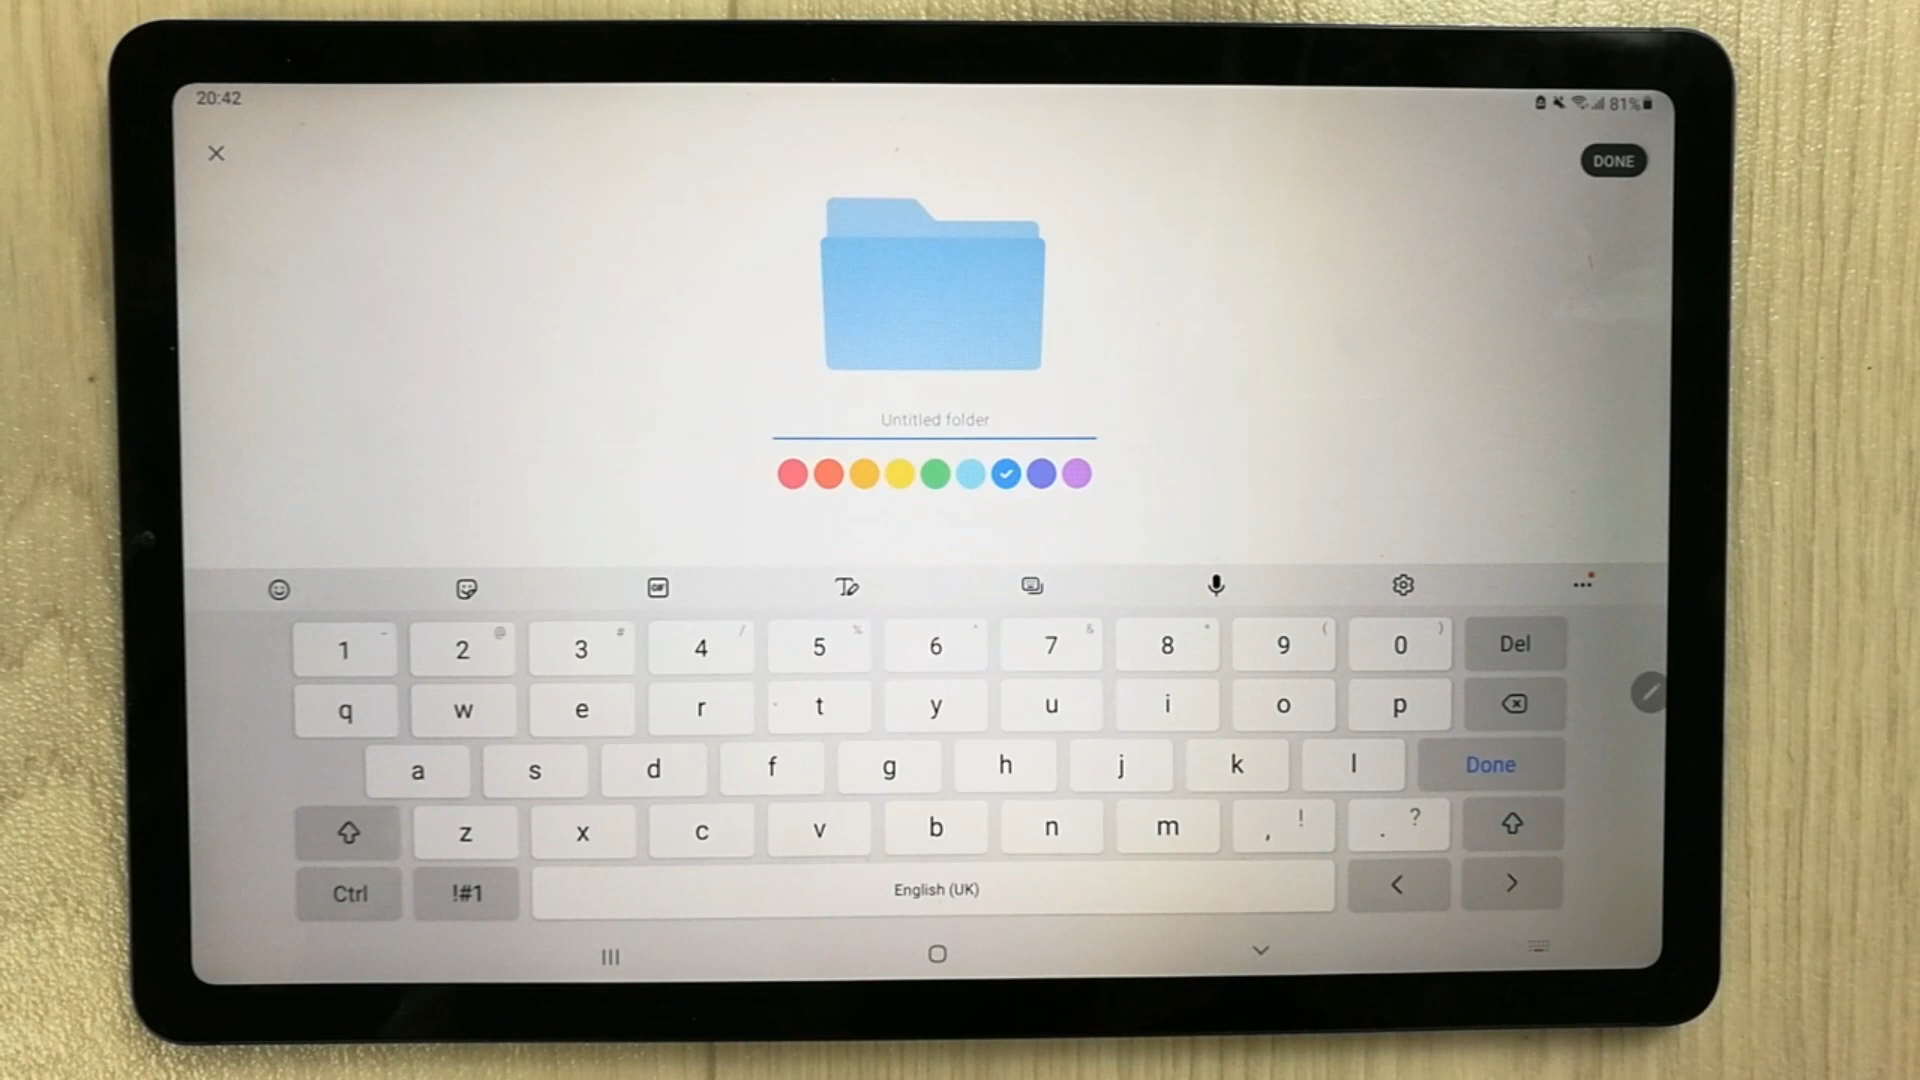 20:42
81%
DONE
Untitled folder
GIF
1 - 2 @ 3 # 4 / 5 % 6 ^ 7 & 8 * 9 ( 0 ) Del
q w e r t y u i o p
a s d f g h j k l Done
z x c v b n m , ! . ?
Ctrl !#1 English (UK) < >